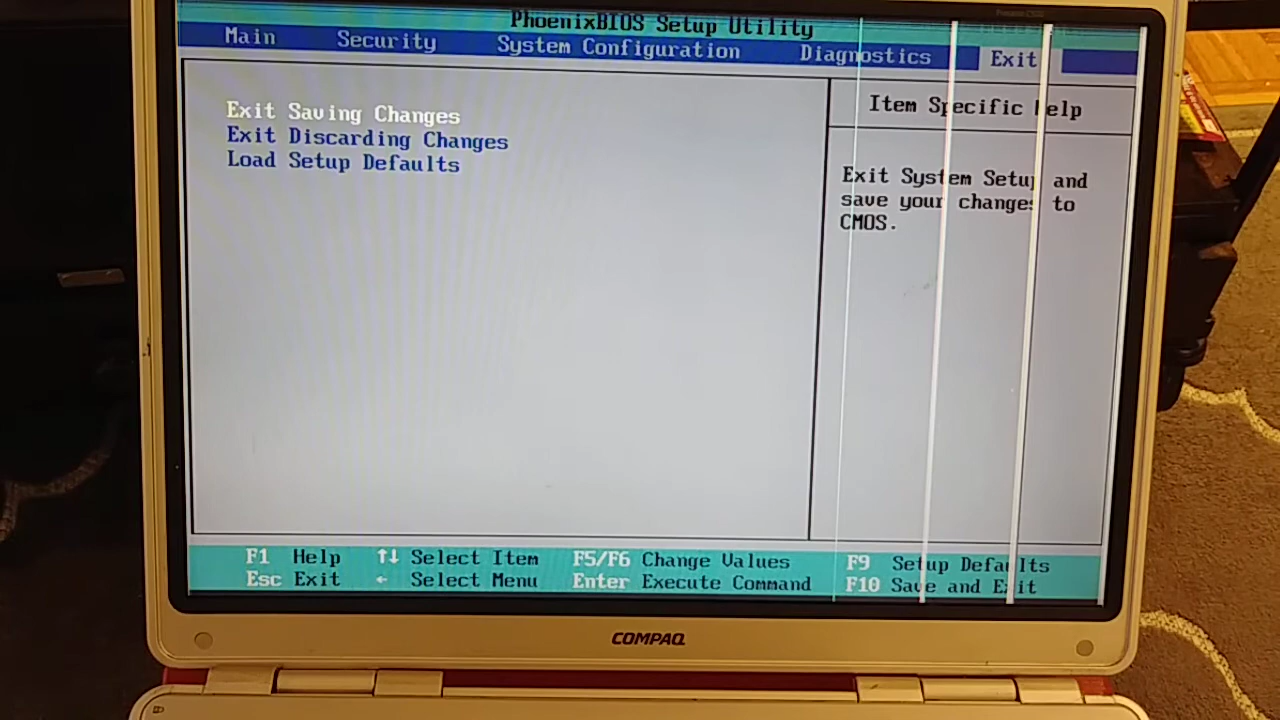 PhoenixBIOS Setup Utility
Main Security System Configuration Diagnostics Exit
Exit Saving Changes
Exit Discarding Changes
Load Setup Defaults
Item Specific Help
Exit System Setup and
save your changes to
CMOS.
F1 Help ↑↓ Select Item F5/F6 Change Values F9 Setup Defaults
Esc Exit ← Select Menu Enter Execute Command F10 Save and Exit
COMPAQ